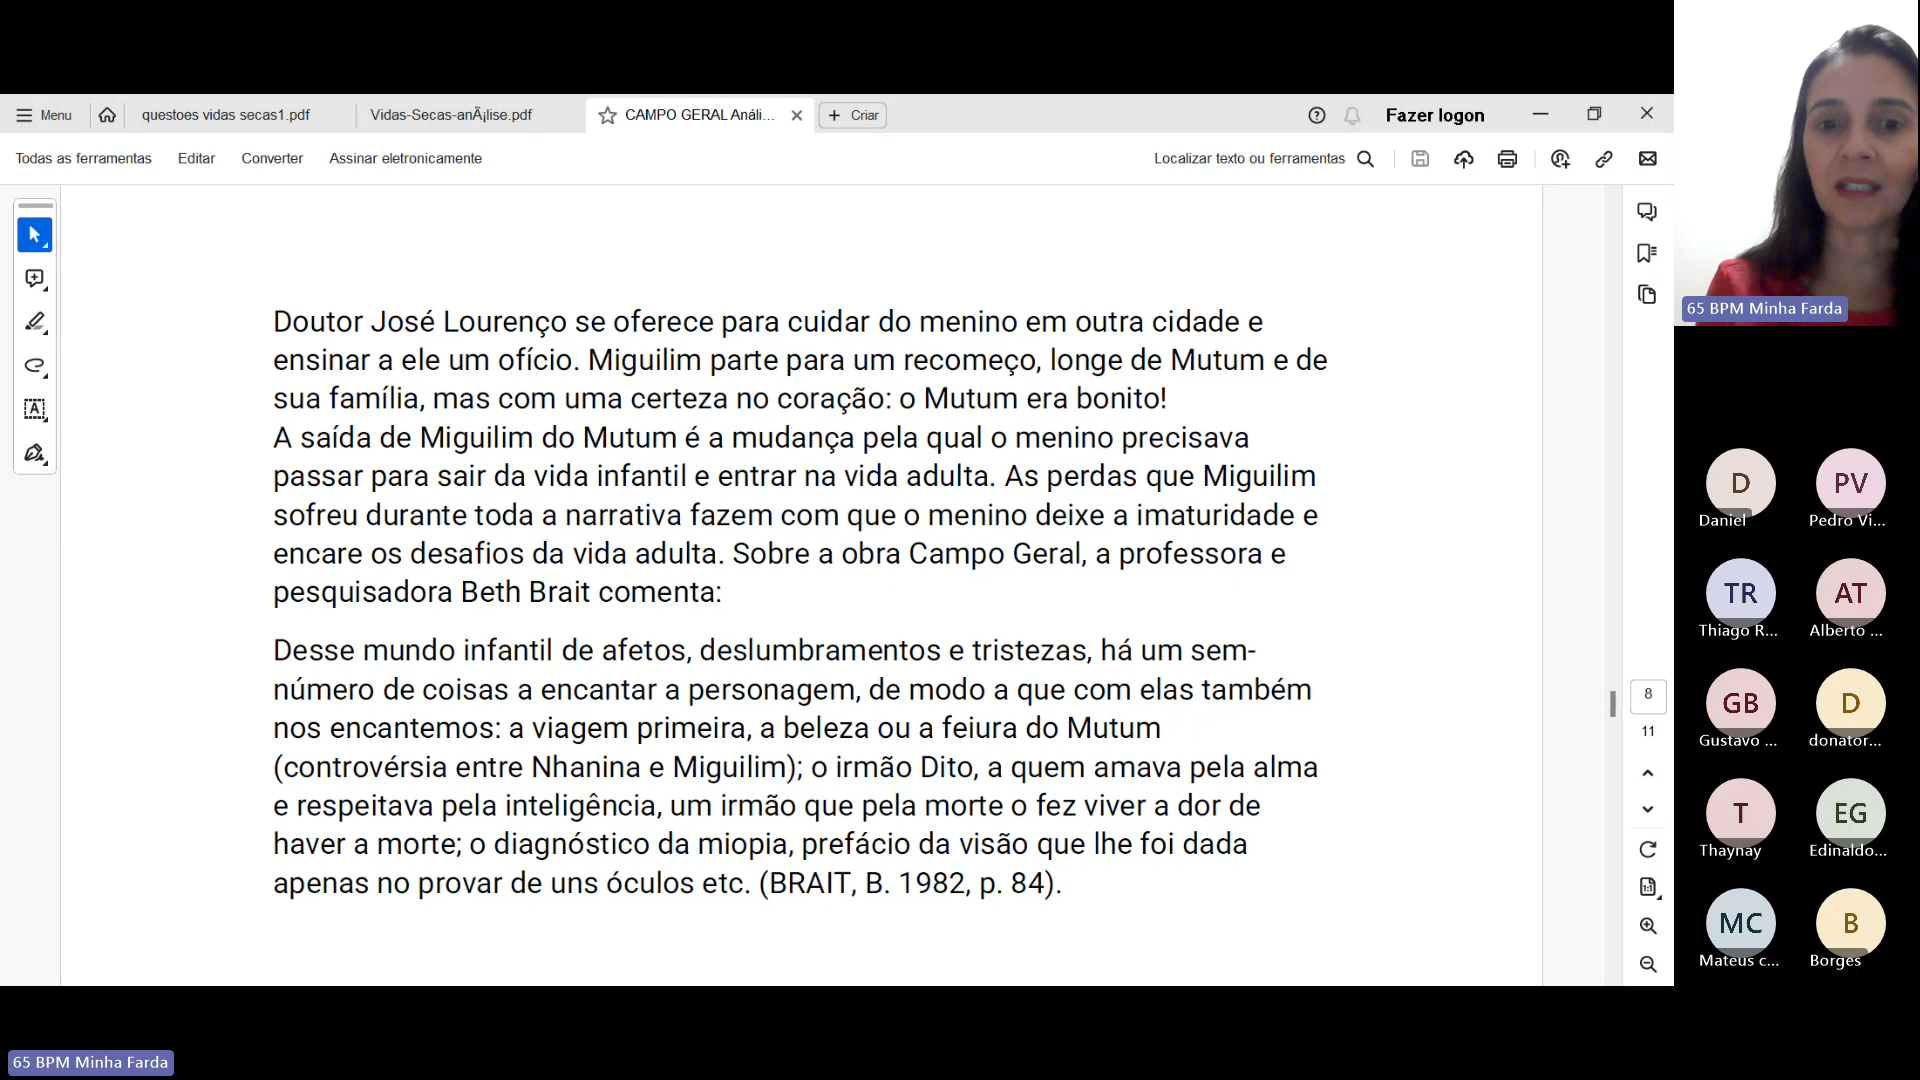 Menu
questoes vidas secas1.pdf
Vidas-Secas-anÃ¡lise.pdf
CAMPO GERAL Análi...
Criar
Fazer logon
Todas as ferramentas
Editar
Converter
Assinar eletronicamente
Localizar texto ou ferramentas
Doutor José Lourenço se oferece para cuidar do menino em outra cidade e
ensinar a ele um ofício. Miguilim parte para um recomeço, longe de Mutum e de
sua família, mas com uma certeza no coração: o Mutum era bonito!
A saída de Miguilim do Mutum é a mudança pela qual o menino precisava
passar para sair da vida infantil e entrar na vida adulta. As perdas que Miguilim
sofreu durante toda a narrativa fazem com que o menino deixe a imaturidade e
encare os desafios da vida adulta. Sobre a obra Campo Geral, a professora e
pesquisadora Beth Brait comenta:
Desse mundo infantil de afetos, deslumbramentos e tristezas, há um sem-
número de coisas a encantar a personagem, de modo a que com elas também
nos encantemos: a viagem primeira, a beleza ou a feiura do Mutum
(controvérsia entre Nhanina e Miguilim); o irmão Dito, a quem amava pela alma
e respeitava pela inteligência, um irmão que pela morte o fez viver a dor de
haver a morte; o diagnóstico da miopia, prefácio da visão que lhe foi dada
apenas no provar de uns óculos etc. (BRAIT, B. 1982, p. 84).
8
11
1:1
65 BPM Minha Farda
D
Daniel
PV
Pedro Vi...
TR
Thiago R...
AT
Alberto ...
GB
Gustavo ...
D
donator...
T
Thaynay
EG
Edinaldo...
MC
Mateus c...
B
Borges
65 BPM Minha Farda